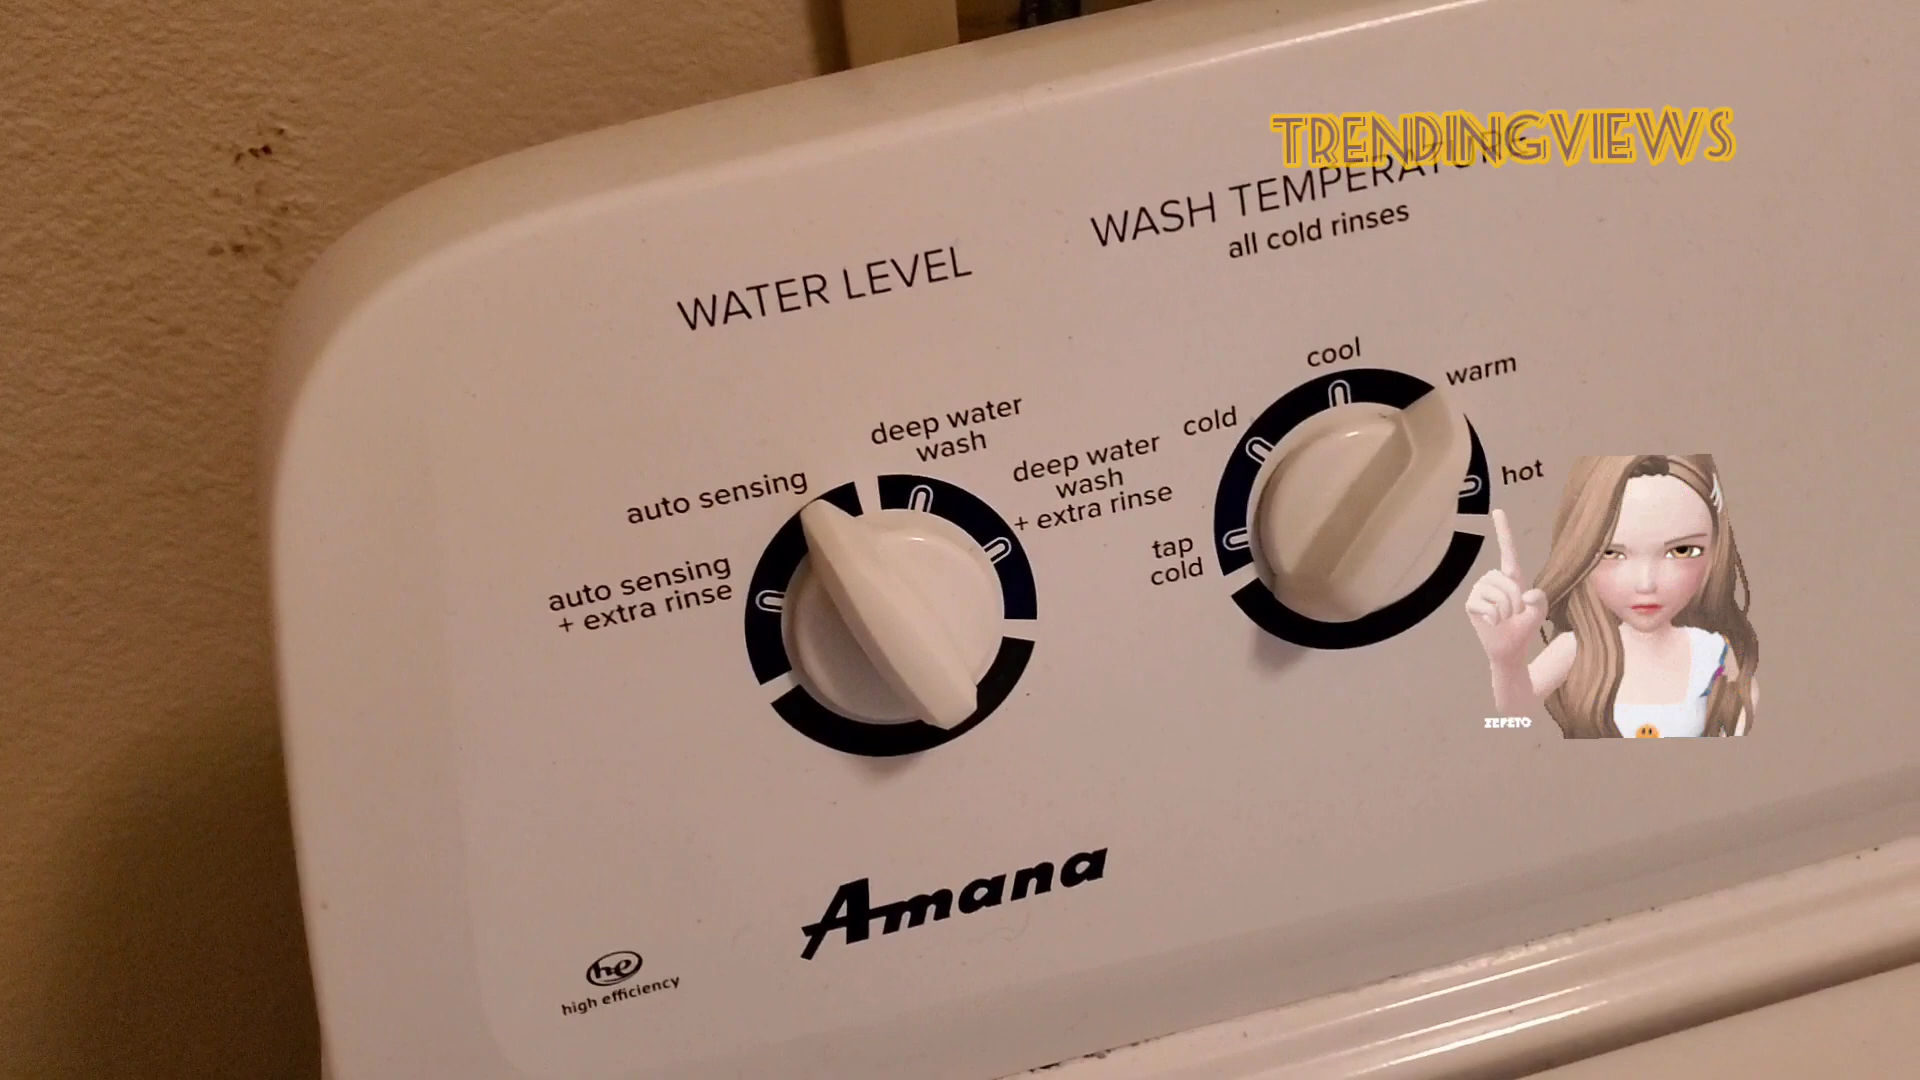 TRENDINGVIEWS
WASH TEMPERATURE
all cold rinses
WATER LEVEL
cool
warm
cold
hot
tap
cold
deep water
wash
deep water
wash
+ extra rinse
auto sensing
auto sensing
+ extra rinse
ZEPETO
Amana
he
high efficiency